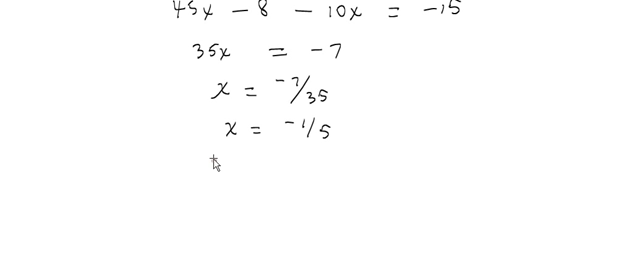 45x - 8 - 10x = -15
35x = -7
x = -7/35
x = -1/5